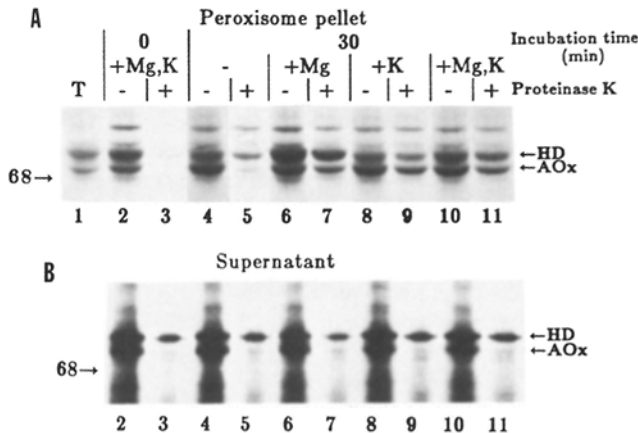 A Peroxisome pellet
0 30 Incubation time
(min)
+Mg,K - +Mg +K +Mg,K
T - + - + - + - + - + Proteinase K
←HD
←AOx
68→
1 2 3 4 5 6 7 8 9 10 11
B Supernatant
←HD
←AOx
68→
2 3 4 5 6 7 8 9 10 11